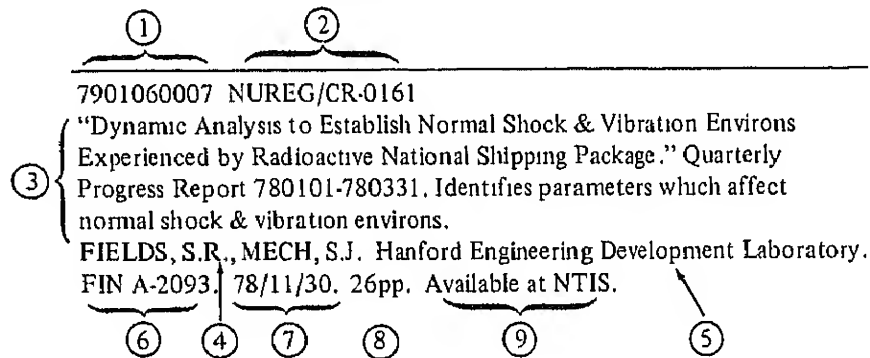 ① ②
7901060007 NUREG/CR-0161
“Dynamic Analysis to Establish Normal Shock & Vibration Environs
Experienced by Radioactive National Shipping Package.” Quarterly
③ Progress Report 780101-780331. Identifies parameters which affect
normal shock & vibration environs.
FIELDS, S.R., MECH, S.J. Hanford Engineering Development Laboratory.
FIN A-2093. 78/11/30. 26pp. Available at NTIS.
⑥ ④ ⑦ ⑧ ⑨ ⑤